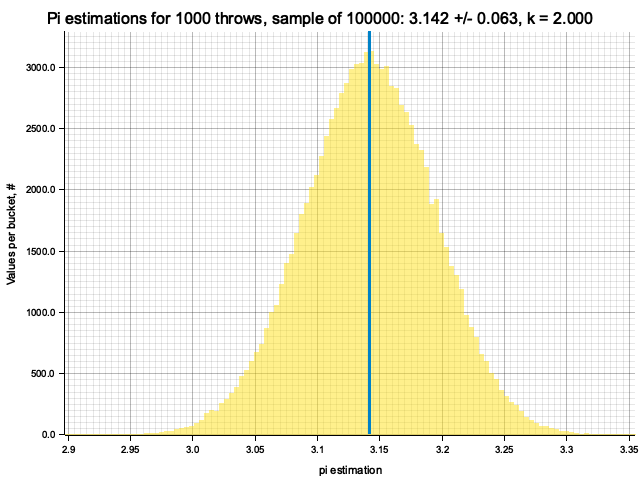 Pi estimations for 1000 throws, sample of 100000: 3.142 +/- 0.063, k = 2.000
3000.0
2500.0
2000.0
1500.0
1000.0
500.0
0.0
Values per bucket, #
2.9 2.95 3.0 3.05 3.1 3.15 3.2 3.25 3.3 3.35
pi estimation